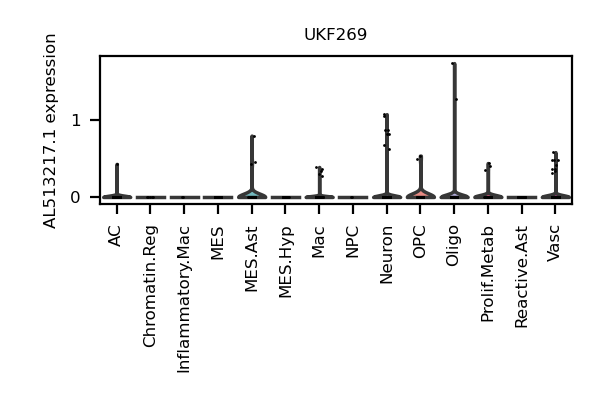 UKF269
AL513217.1 expression
1
0
AC
Chromatin.Reg
Inflammatory.Mac
MES
MES.Ast
MES.Hyp
Mac
NPC
Neuron
OPC
Oligo
Prolif.Metab
Reactive.Ast
Vasc